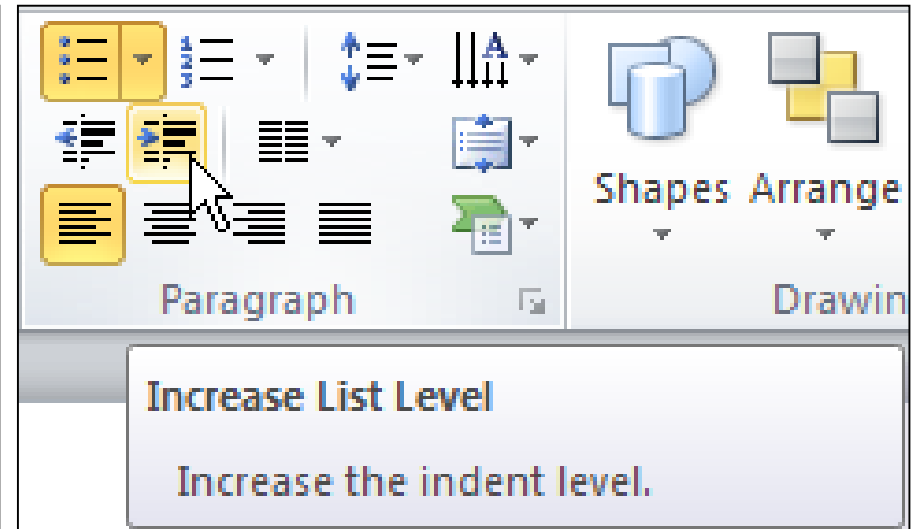 Shapes Arrange
Paragraph
Drawin
Increase List Level
Increase the indent level.